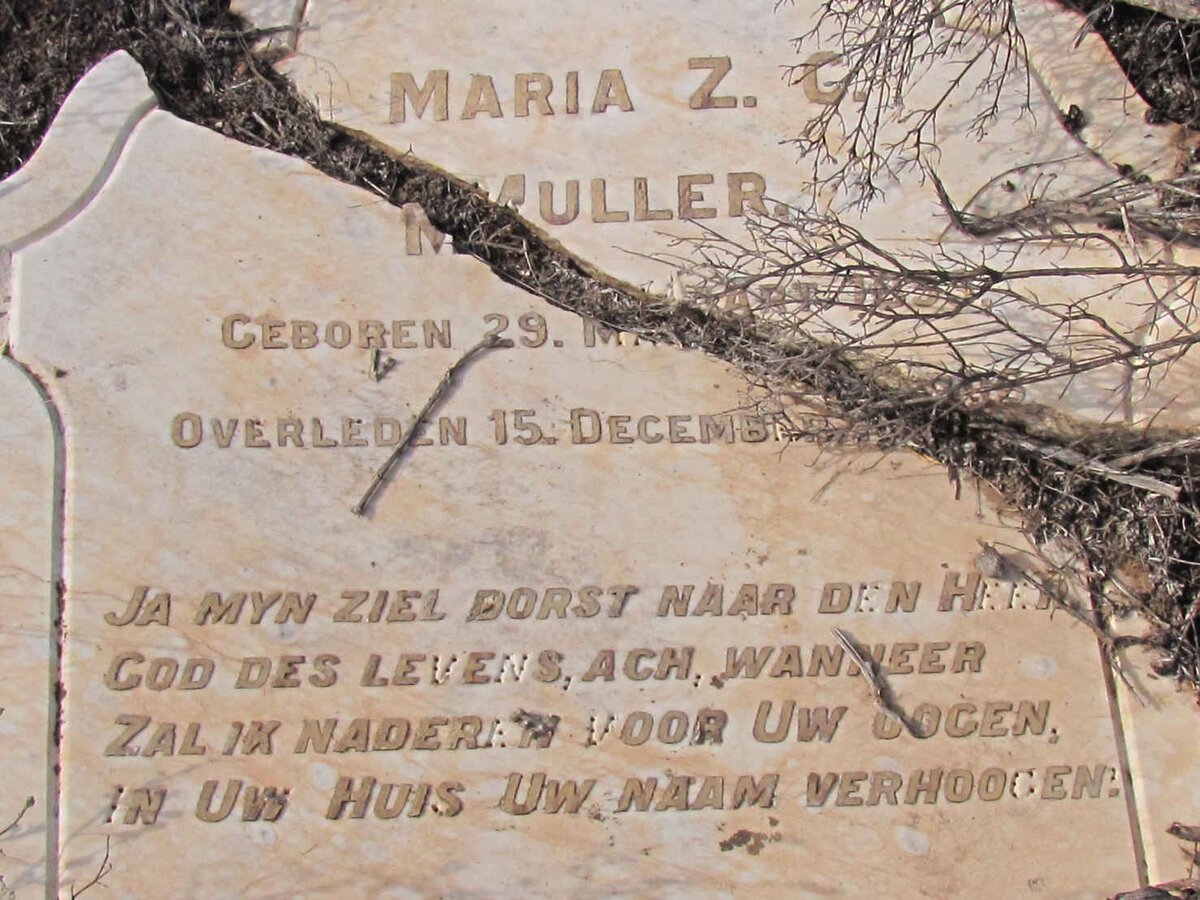 MARIA Z. C.
MULLER.
GEBOREN 29.
OVERLEDEN 15. DECEMBER
JA MYN ZIEL DORST NAAR DEN HEER
GOD DES LEVENS, ACH, WANNEER
ZAL IK NADEREN VOOR UW OOGEN,
IN UW HUIS UW NAAM VERHOOGEN!